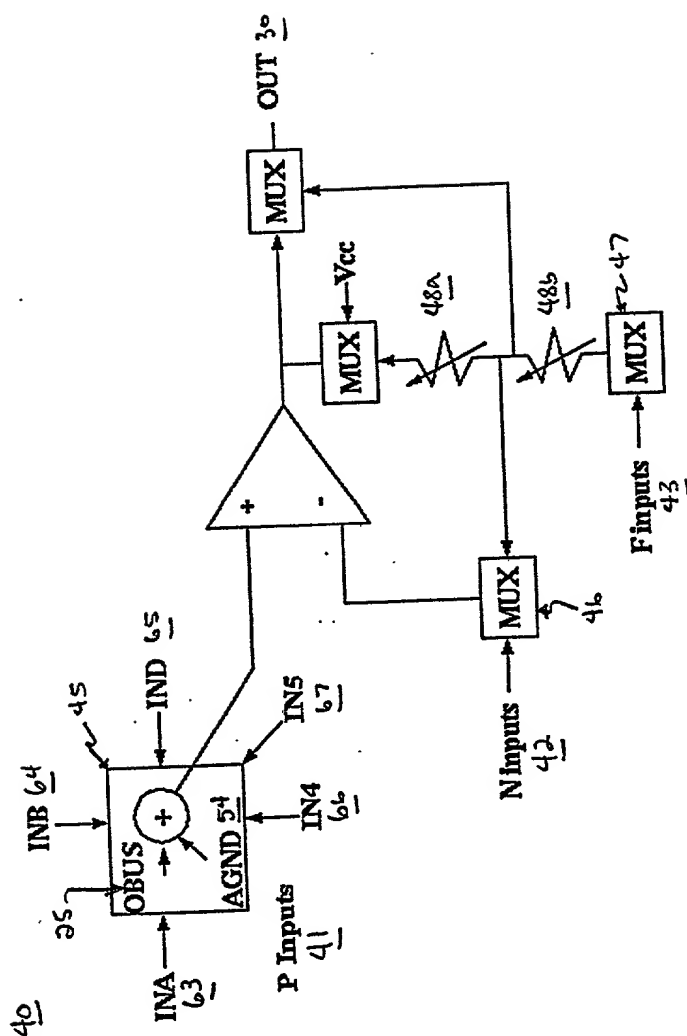 40
INA
63
INB 64
25
OBUS
+
AGND 54
45
IND 65
IN4
66
IN5
67
P Inputs
41
+
-
MUX
OUT 30
Vcc
MUX
48a
48b
MUX
47
F inputs
43
MUX
46
N inputs
42